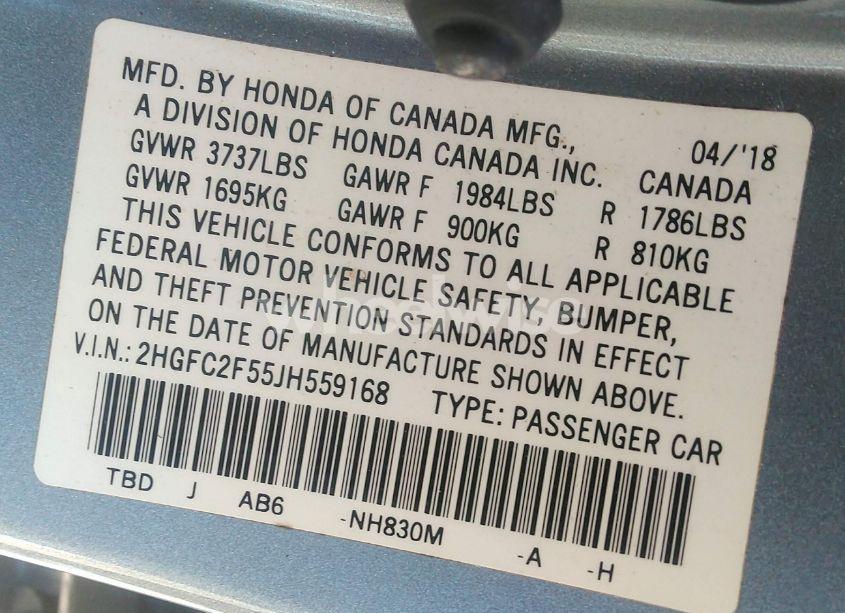 MFD. BY HONDA OF CANADA MFG., 04/'18
A DIVISION OF HONDA CANADA INC. CANADA
GVWR 3737LBS GAWR F 1984LBS R 1786LBS
GVWR 1695KG GAWR F 900KG R 810KG
THIS VEHICLE CONFORMS TO ALL APPLICABLE
FEDERAL MOTOR VEHICLE SAFETY, BUMPER,
AND THEFT PREVENTION STANDARDS IN EFFECT
ON THE DATE OF MANUFACTURE SHOWN ABOVE.
V.I.N.: 2HGFC2F55JH559168 TYPE: PASSENGER CAR
TBD J AB6 -NH830M -A -H
wheelwise